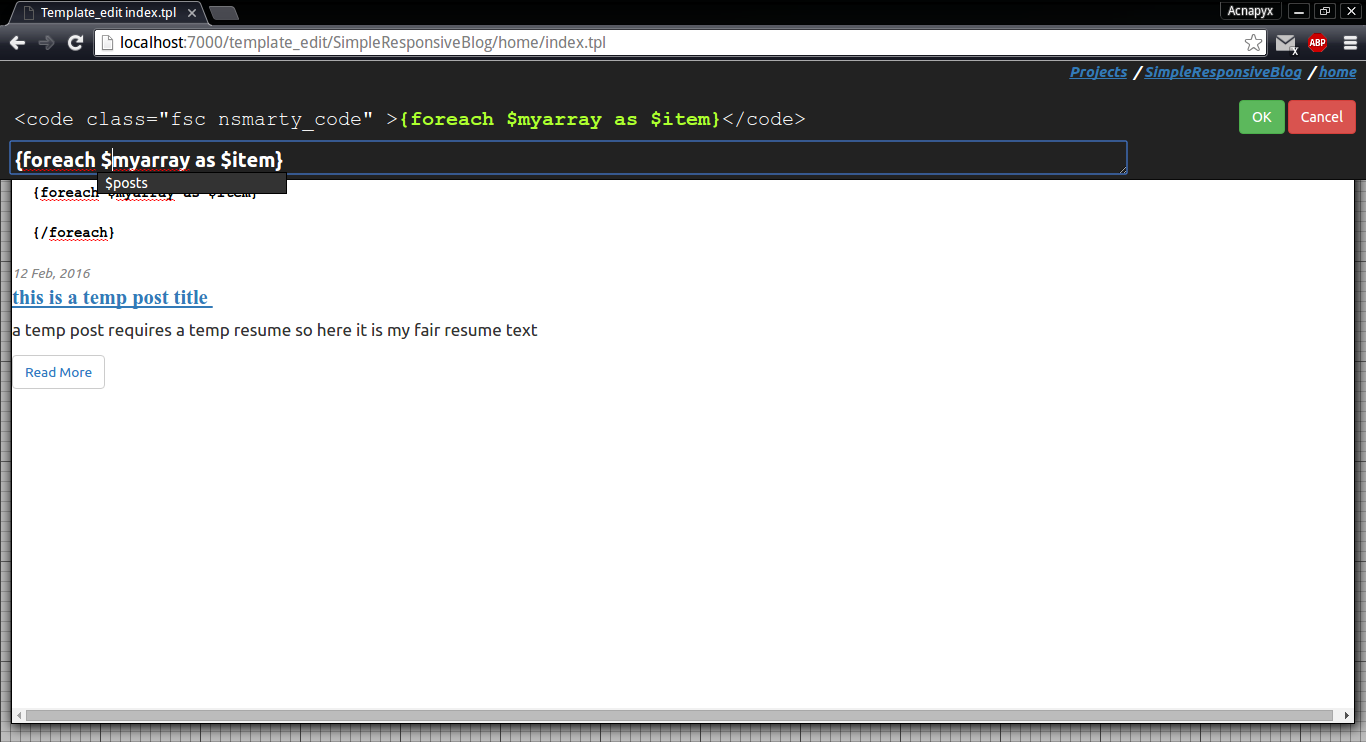 Template_edit index.tpl
Acnapyx
localhost:7000/template_edit/SimpleResponsiveBlog/home/index.tpl
ABP
x
Projects / SimpleResponsiveBlog / home
<code class="fsc nsmarty_code" >{foreach $myarray as $item}</code>
OK Cancel
{foreach $myarray as $item}
$posts
{foreach $myarray as $item}
{/foreach}
12 Feb, 2016
this is a temp post title
a temp post requires a temp resume so here it is my fair resume text
Read More